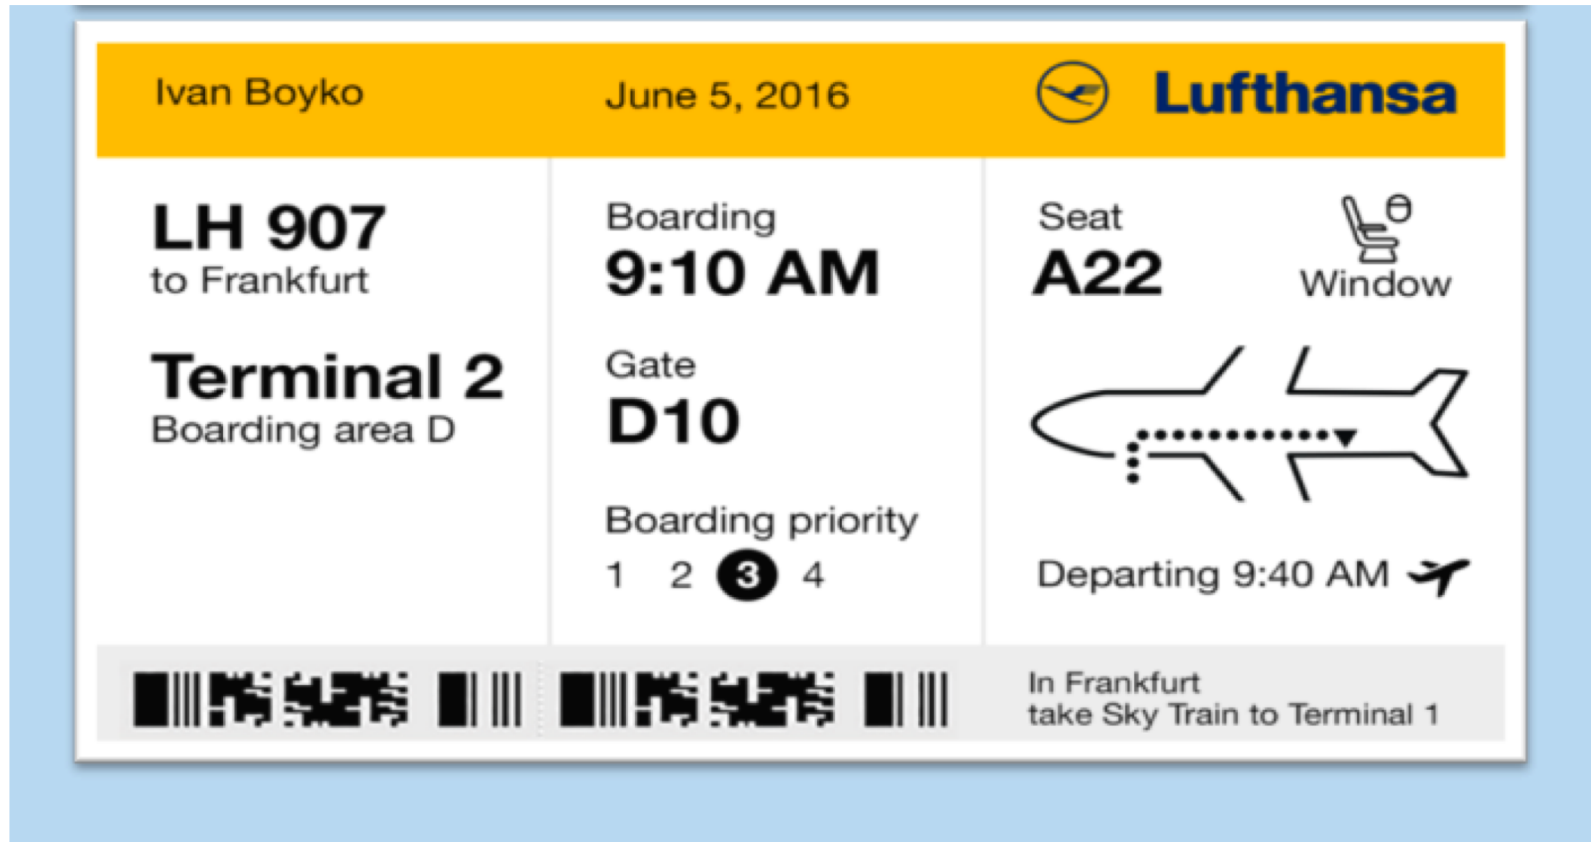 Ivan Boyko
June 5, 2016
Lufthansa
LH 907
to Frankfurt
Terminal 2
Boarding area D
Boarding
9:10 AM
Gate
D10
Boarding priority
1 2 3 4
Seat
A22
Window
Departing 9:40 AM
In Frankfurt
take Sky Train to Terminal 1